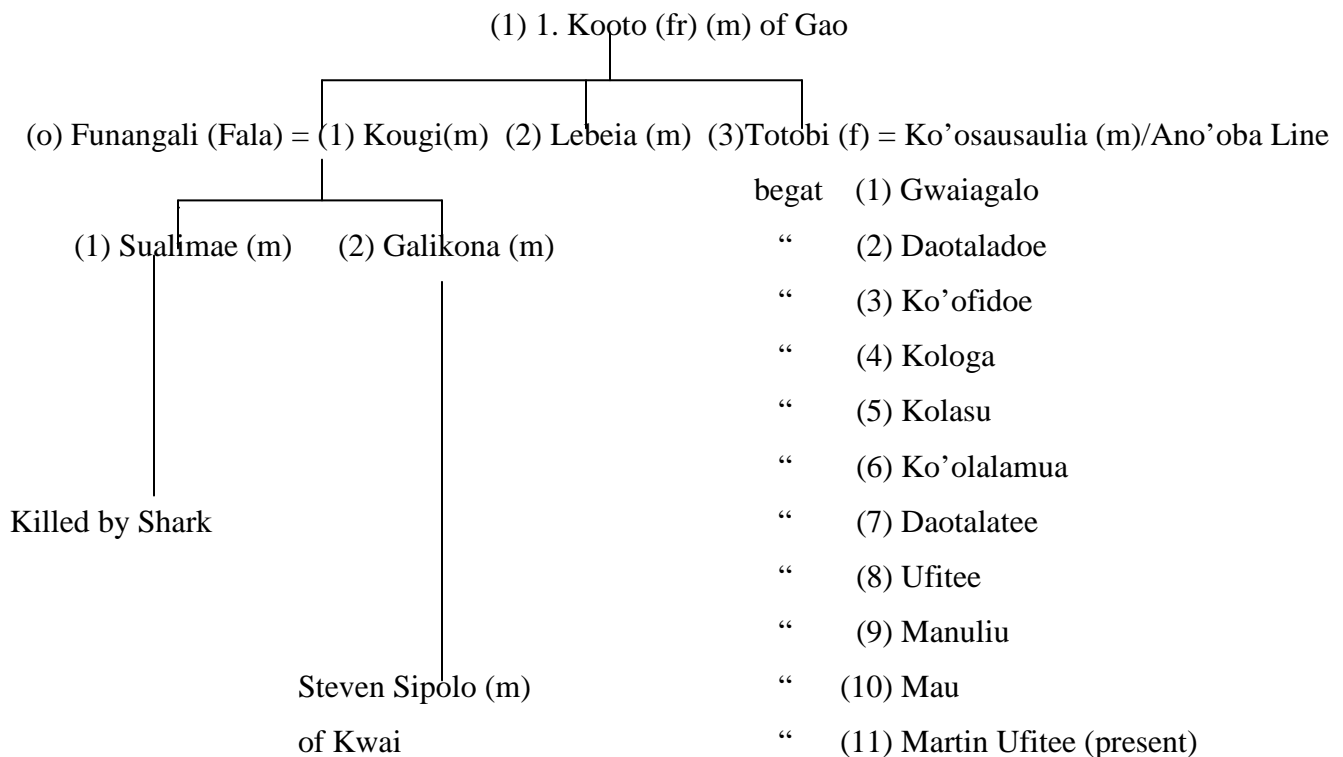 (1) 1. Kooto (fr) (m) of Gao
(o) Funangali (Fala) = (1) Kougi(m) (2) Lebeia (m) (3)Totobi (f) = Ko’osausaulia (m)/Ano’oba Line
begat (1) Gwaiagalo
(1) Sualimae (m) (2) Galikona (m) “ (2) Daotaladoe
“ (3) Ko’ofidoe
“ (4) Kologa
“ (5) Kolasu
“ (6) Ko’olalamua
Killed by Shark “ (7) Daotalatee
“ (8) Ufitee
“ (9) Manuliu
Steven Sipolo (m) “ (10) Mau
of Kwai “ (11) Martin Ufitee (present)